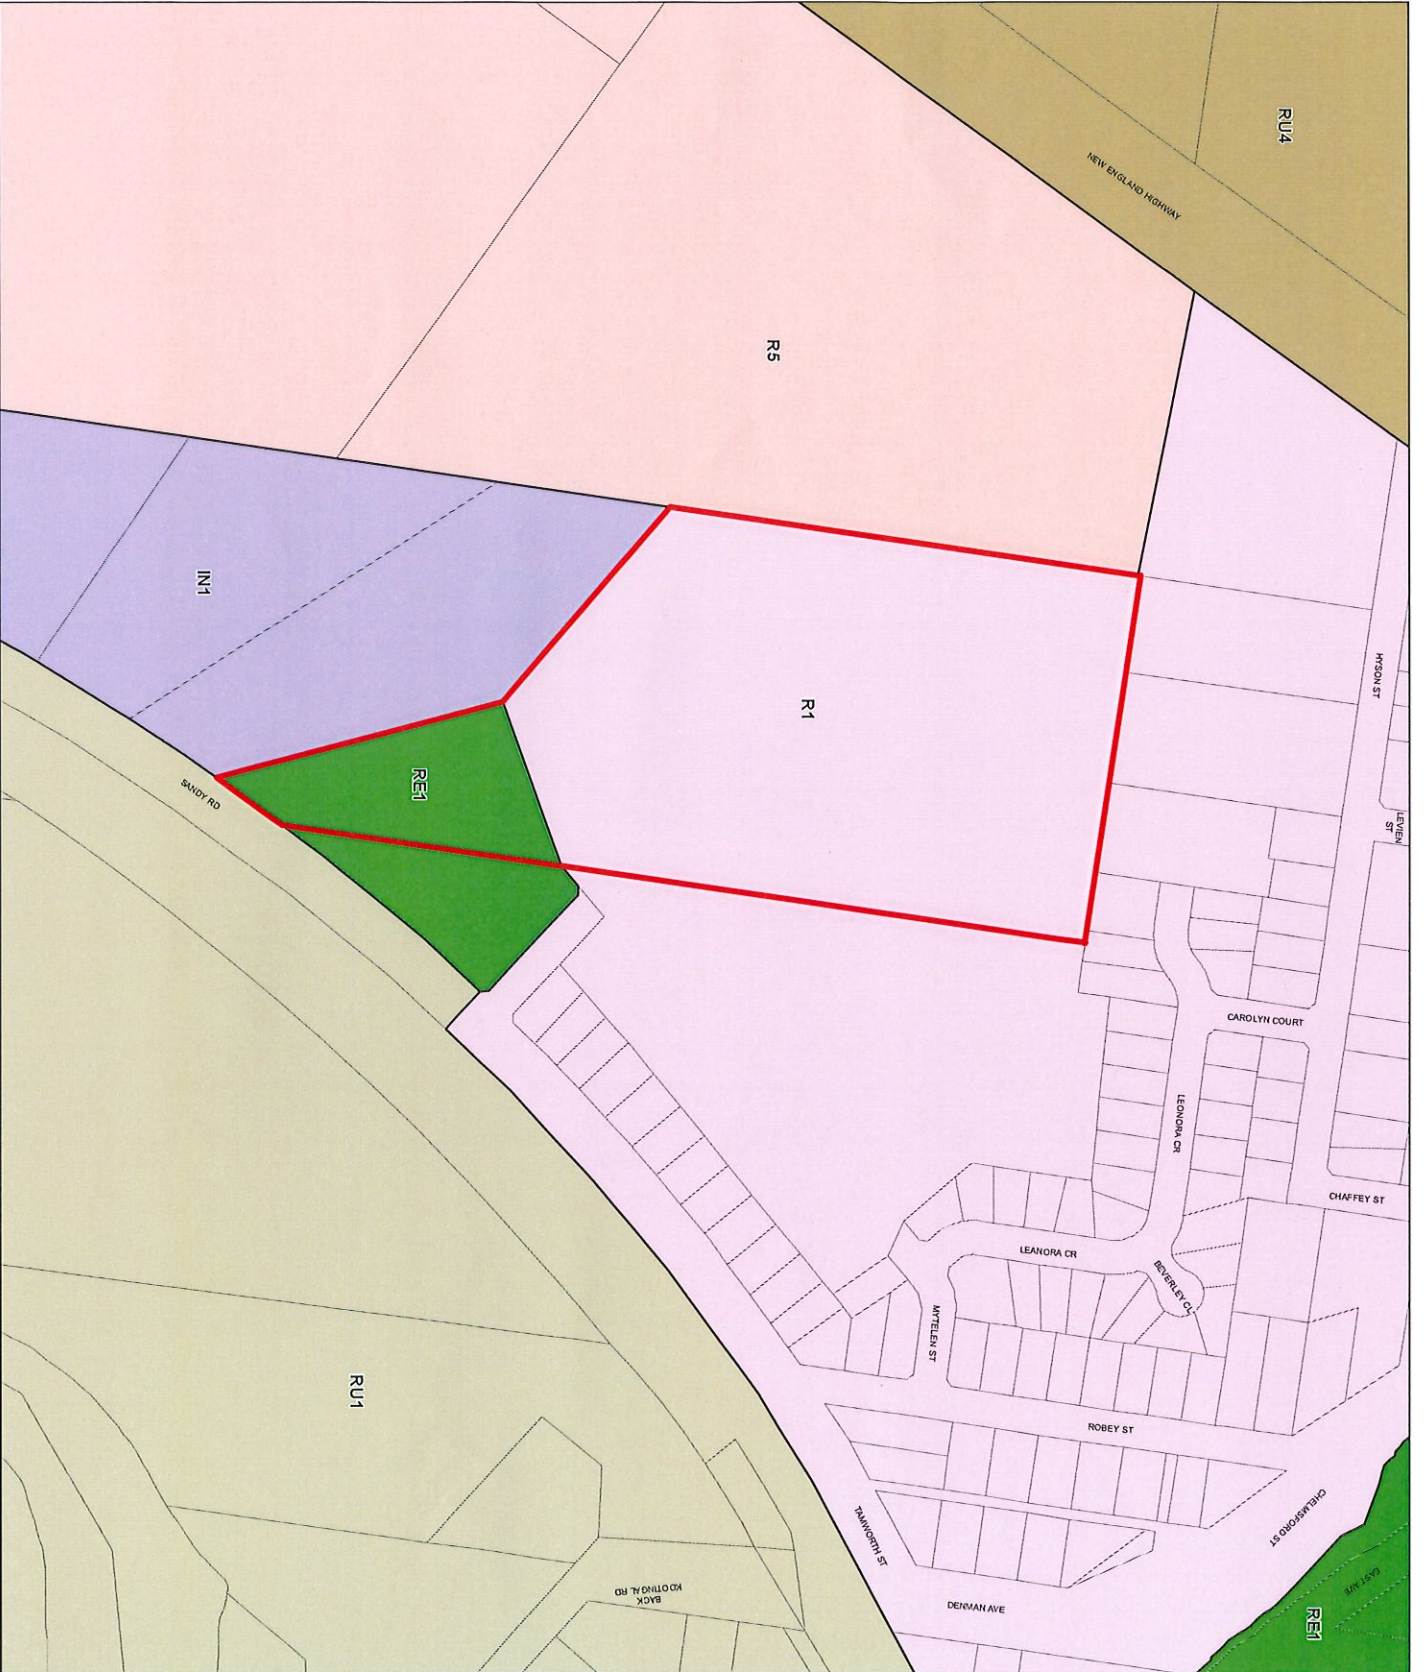 RU4
NEW ENGLAND HIGHWAY
R5
HYSON ST
IN1
R1
RE1
SANDY RD
LEVIEN
ST
CAROLYN COURT
LEONORA CR
CHAFFEY ST
LEANORA CR
BEVERLEY CL
MYTELEN ST
RU1
ROBEY ST
CHELMSFORD ST
TAMWORTH ST
BACK
KOOTINGAL RD
DENMAN AVE
EAST AVE
RE1